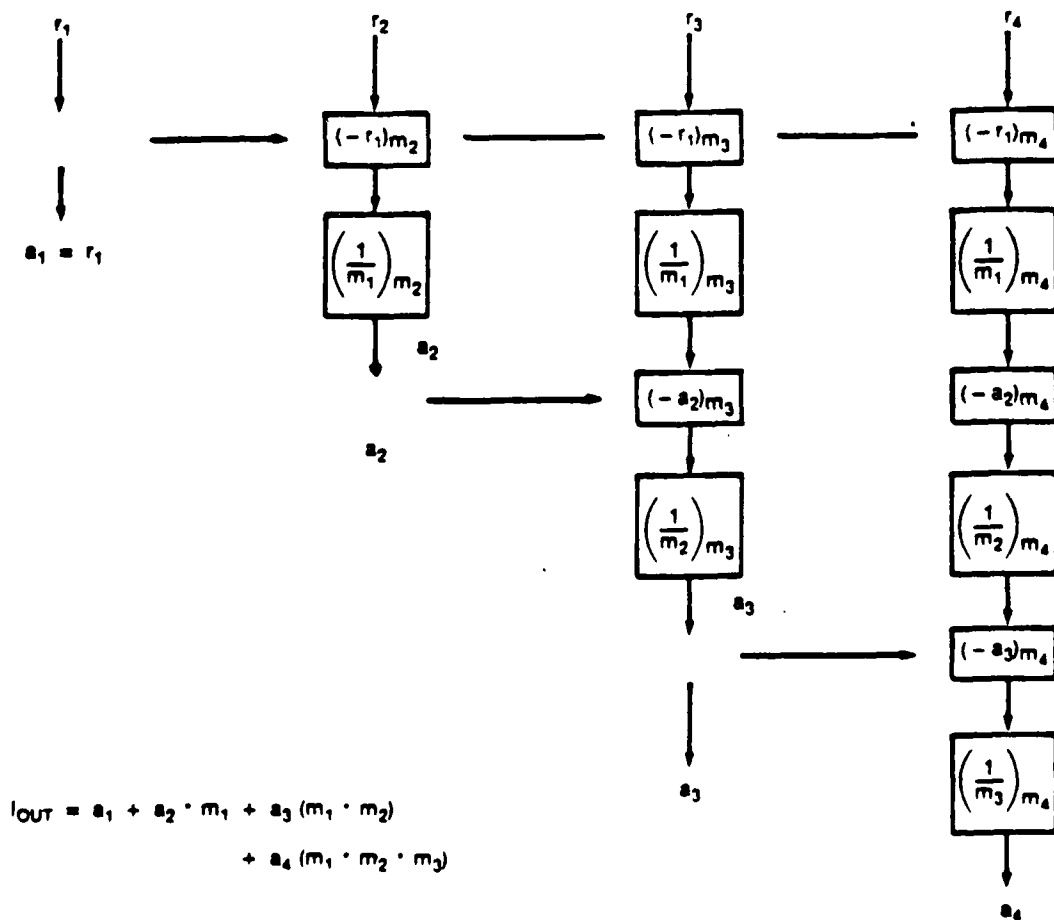 r₁ r₂ r₃ r₄
(-r₁)m₂ (-r₁)m₃ (-r₁)m₄
a₁ = r₁
(1/m₁)m₂ (1/m₁)m₃ (1/m₁)m₄
a₂
(-a₂)m₃ (-a₂)m₄
a₂
(1/m₂)m₃ (1/m₂)m₄
a₃
(-a₃)m₄
a₃
(1/m₃)m₄
I_OUT = a₁ + a₂ · m₁ + a₃ (m₁ · m₂)
+ a₄ (m₁ · m₂ · m₃)
a₄